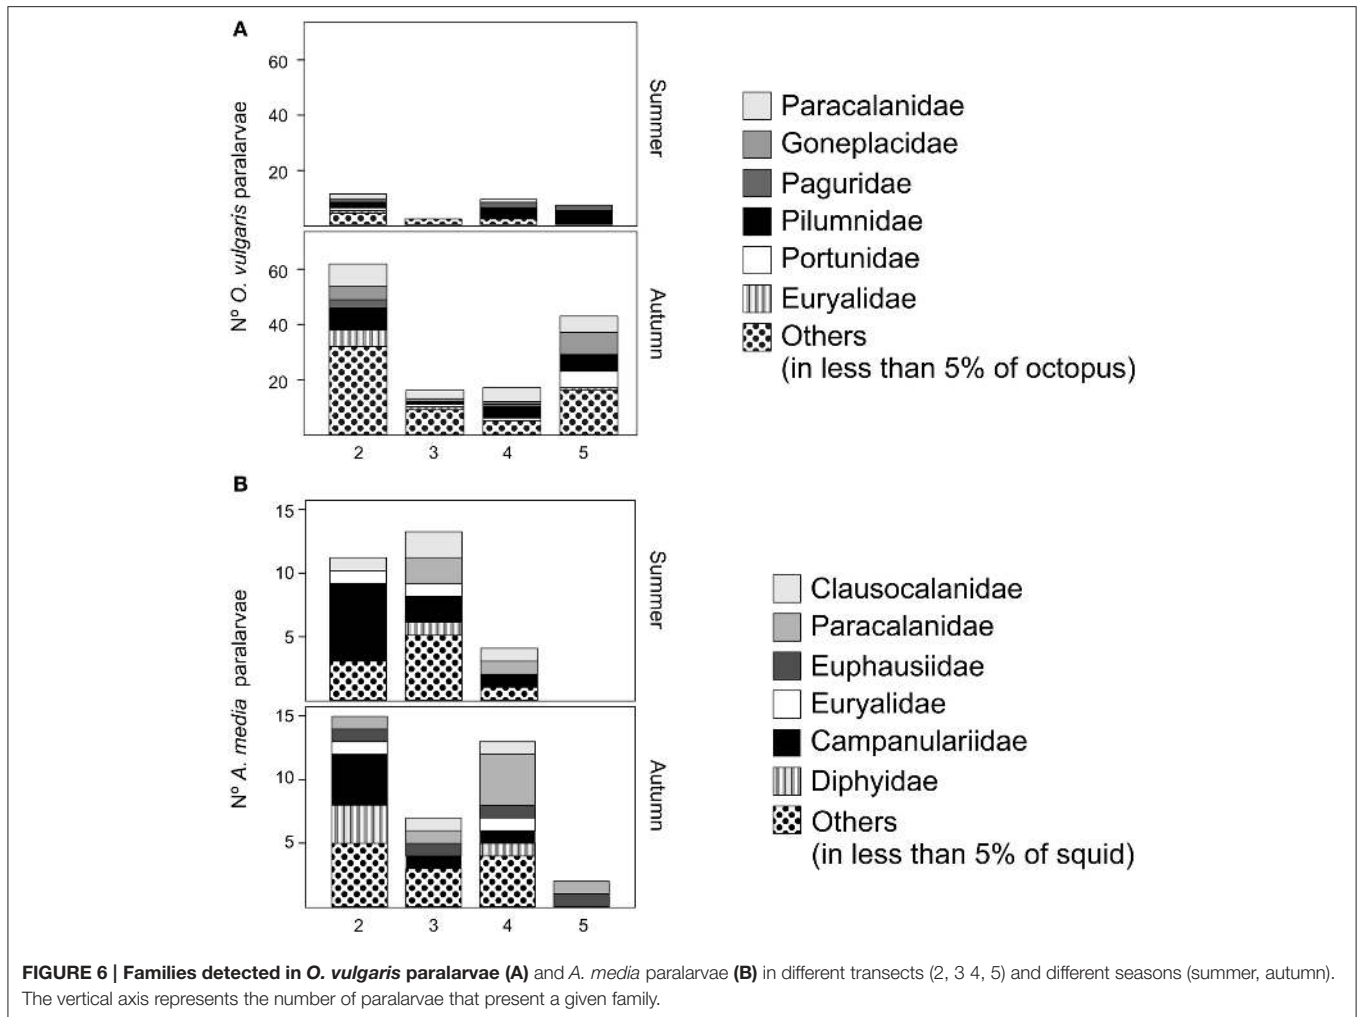 A
60
40
20
Summer
60
40
20
Autumn
Nº O. vulgaris paralarvae
2 3 4 5
Paracalanidae
Goneplacidae
Paguridae
Pilumnidae
Portunidae
Euryalidae
Others
(in less than 5% of octopus)
B
15
10
5
Summer
15
10
5
Autumn
Nº A. media paralarvae
2 3 4 5
Clausocalanidae
Paracalanidae
Euphausiidae
Euryalidae
Campanulariidae
Diphyidae
Others
(in less than 5% of squid)
FIGURE 6 | Families detected in O. vulgaris paralarvae (A) and A. media paralarvae (B) in different transects (2, 3 4, 5) and different seasons (summer, autumn).
The vertical axis represents the number of paralarvae that present a given family.